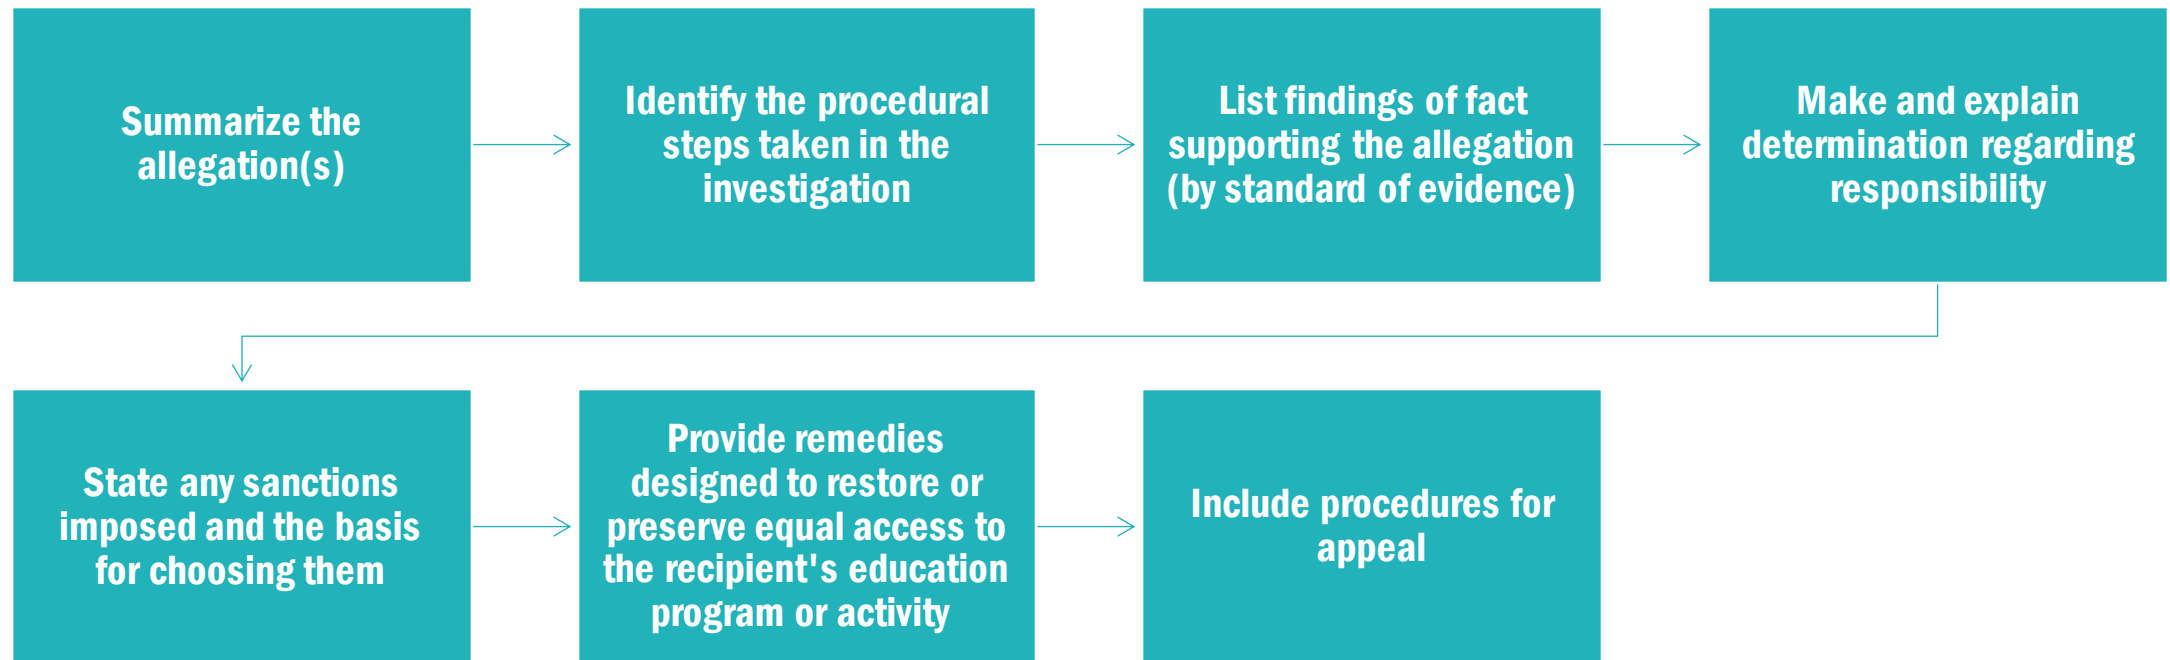 Summarize the
allegation(s)
Identify the procedural
steps taken in the
investigation
List findings of fact
supporting the allegation
(by standard of evidence)
Make and explain
determination regarding
responsibility
State any sanctions
imposed and the basis
for choosing them
Provide remedies
designed to restore or
preserve equal access to
the recipient's education
program or activity
Include procedures for
appeal